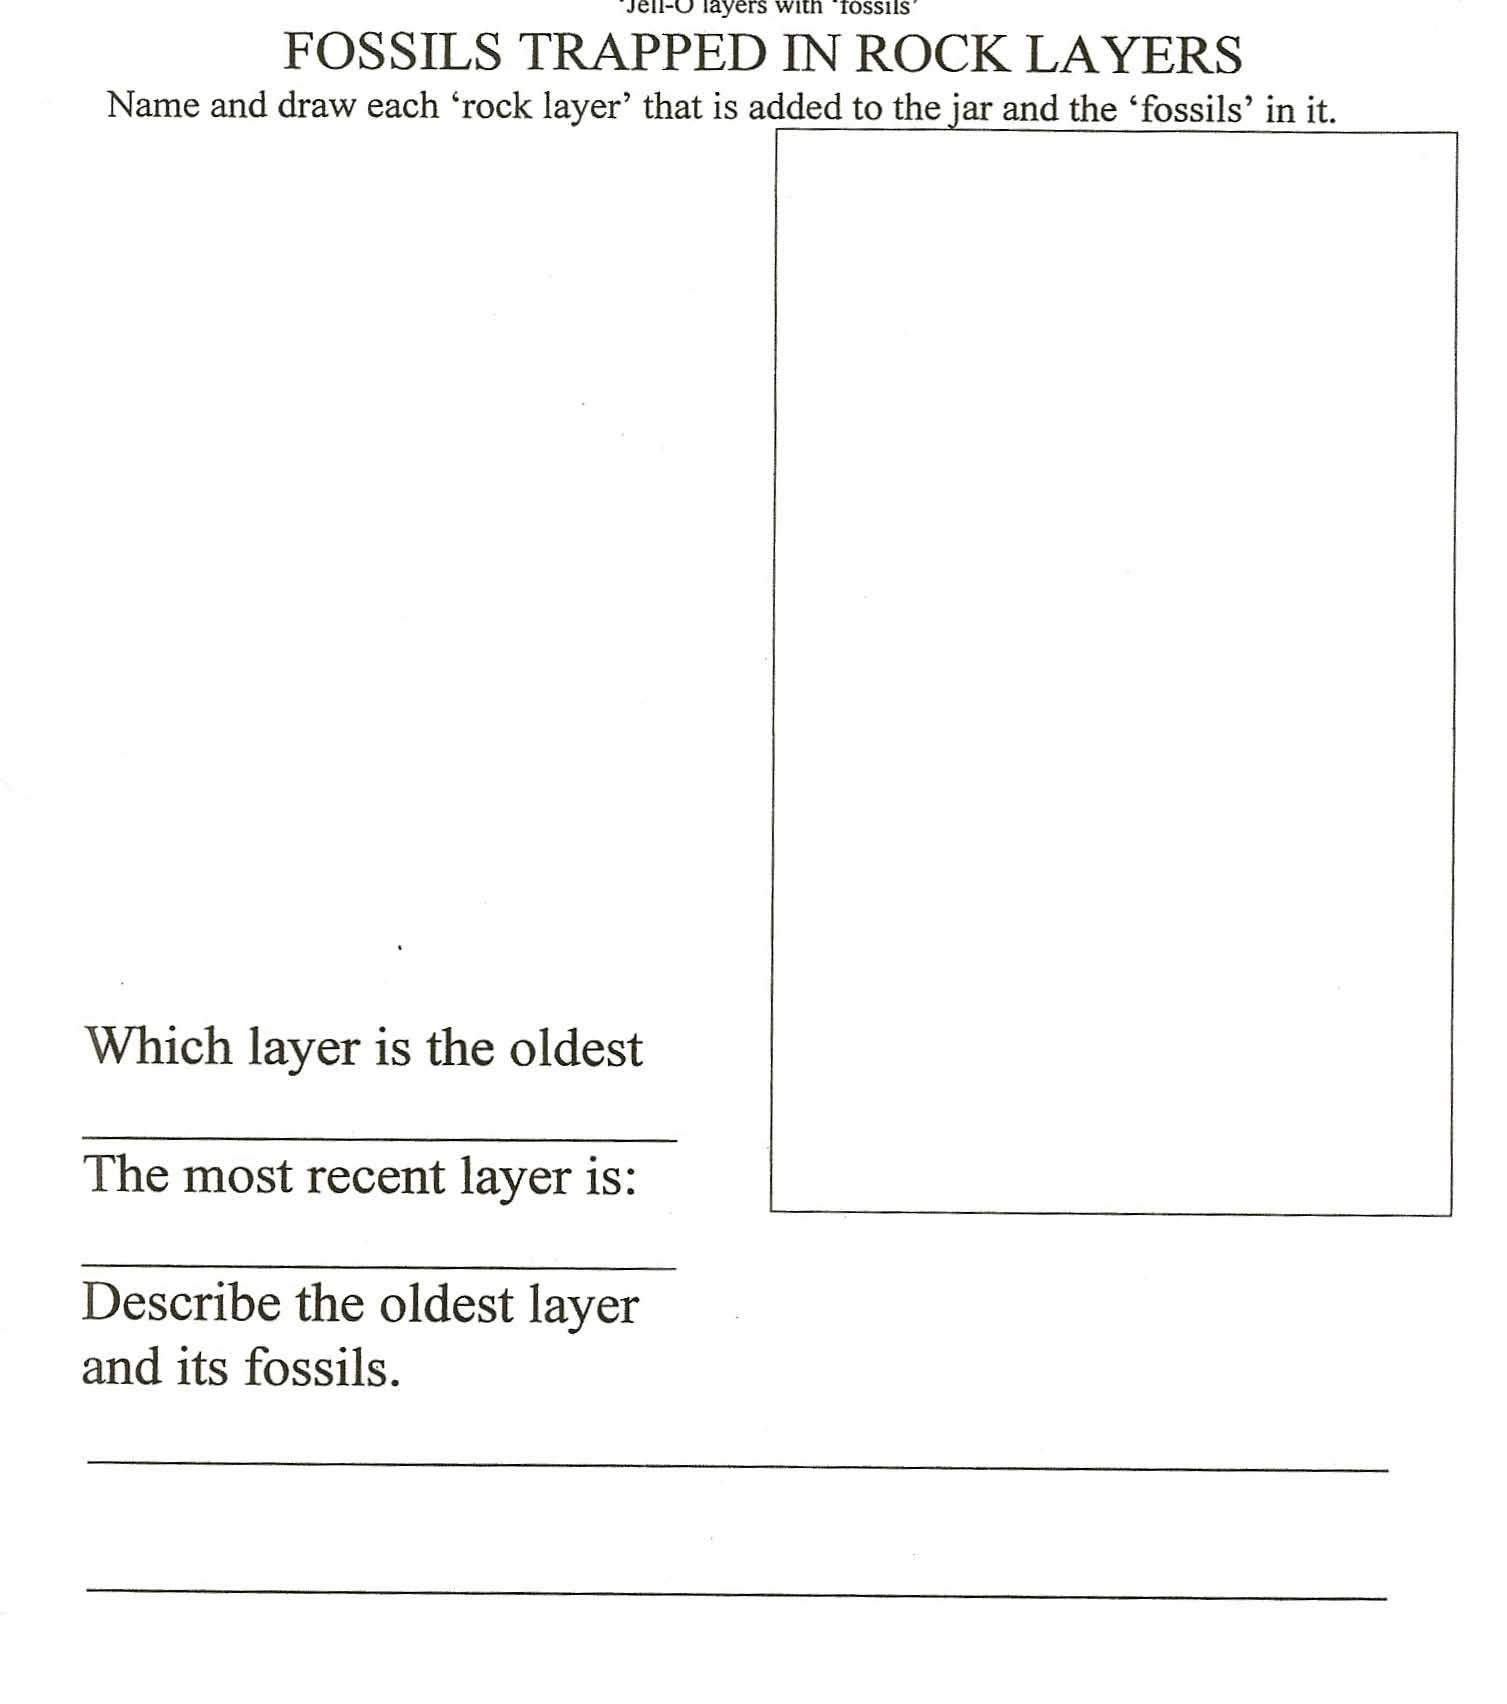 'Jell-O layers with 'fossils'
FOSSILS TRAPPED IN ROCK LAYERS
Name and draw each ‘rock layer’ that is added to the jar and the ‘fossils’ in it.
Which layer is the oldest
The most recent layer is:
Describe the oldest layer
and its fossils.